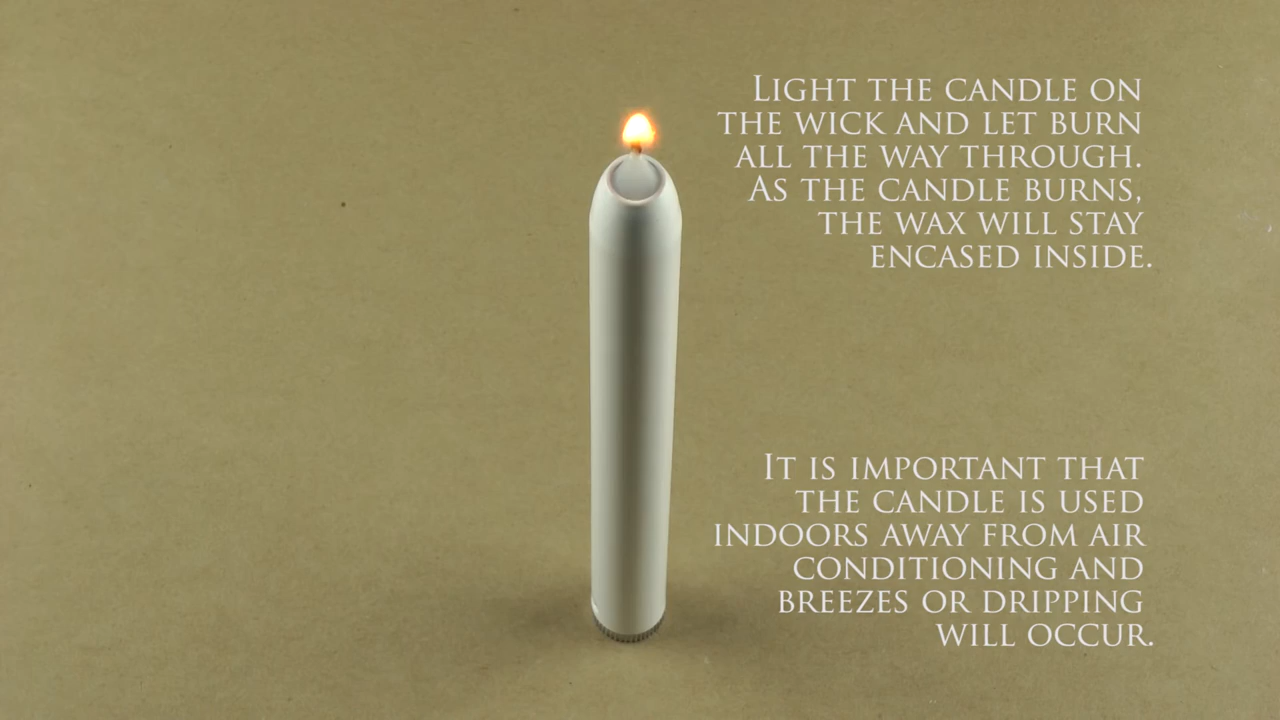 Light the candle on
the wick and let burn
all the way through.
As the candle burns,
the wax will stay
encased inside.
It is important that
the candle is used
indoors away from air
conditioning and
breezes or dripping
will occur.